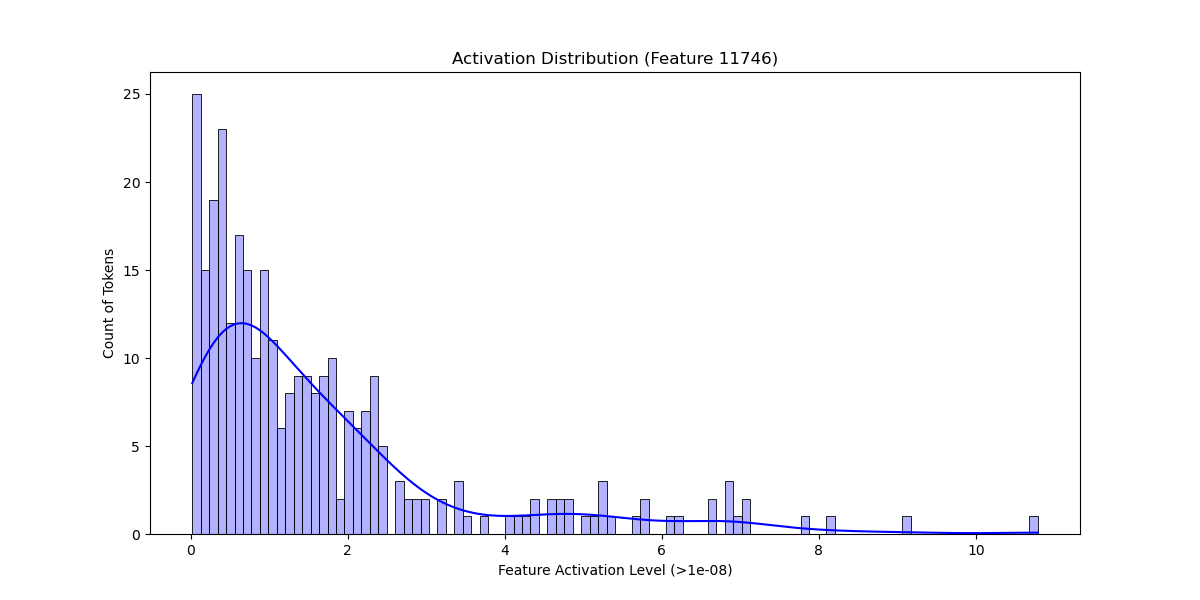 Activation Distribution (Feature 11746)
25
20
15
10
5
0
Count of Tokens
0 2 4 6 8 10
Feature Activation Level (>1e-08)